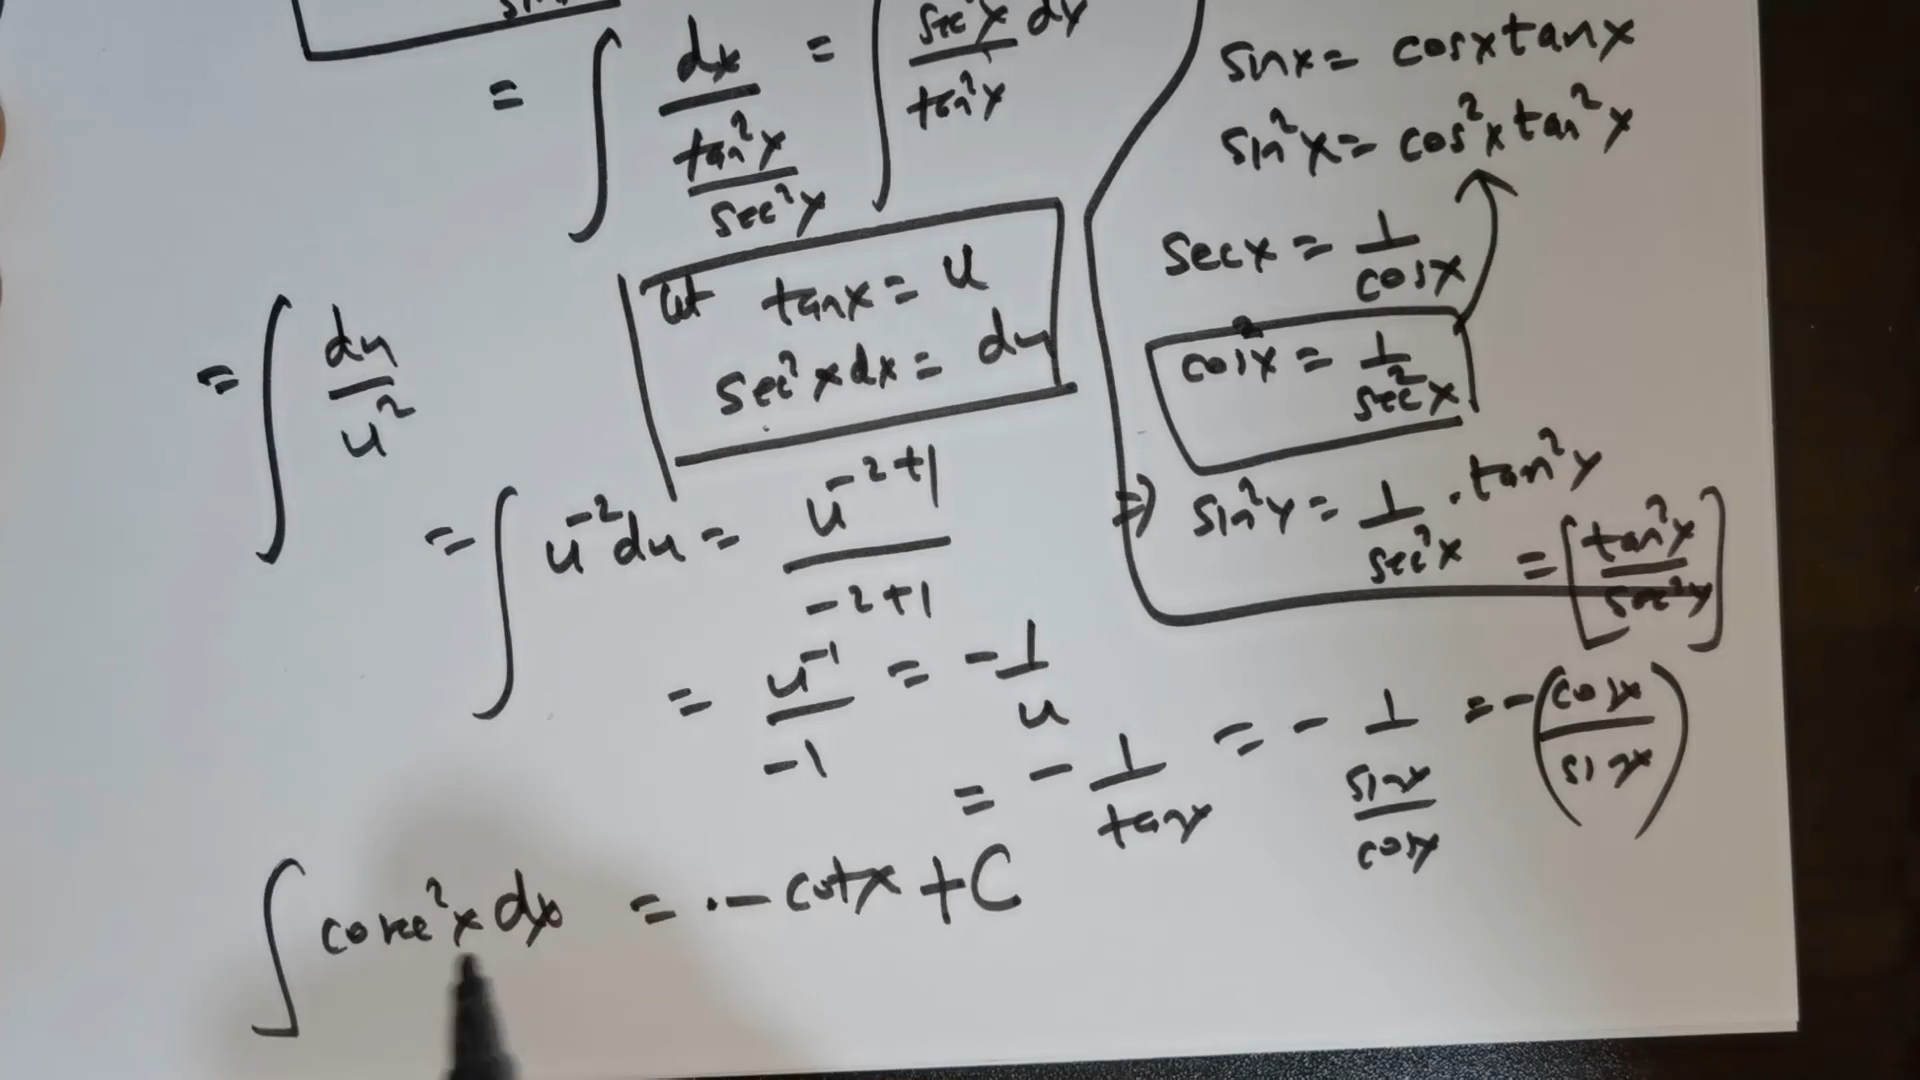 = ∫ dx / (tan²x / sec²x) = ∫ sec²x / tan²x dx
Let tanx = u
sec²x dx = du
= ∫ du / u²
= ∫ u⁻² du = u⁻²⁺¹ / -2+1
= u⁻¹ / -1 = - 1 / u
= - 1 / tanx = - 1 / (sinx / cosx) = - (cosx / sinx)
∫ cosec²x dx = - cotx + C
sinx = cosx tanx
sin²x = cos²x tan²x
secx = 1 / cosx
cos²x = 1 / sec²x
⇒ sin²x = 1 / sec²x . tan²x
= [tan²x / sec²x]